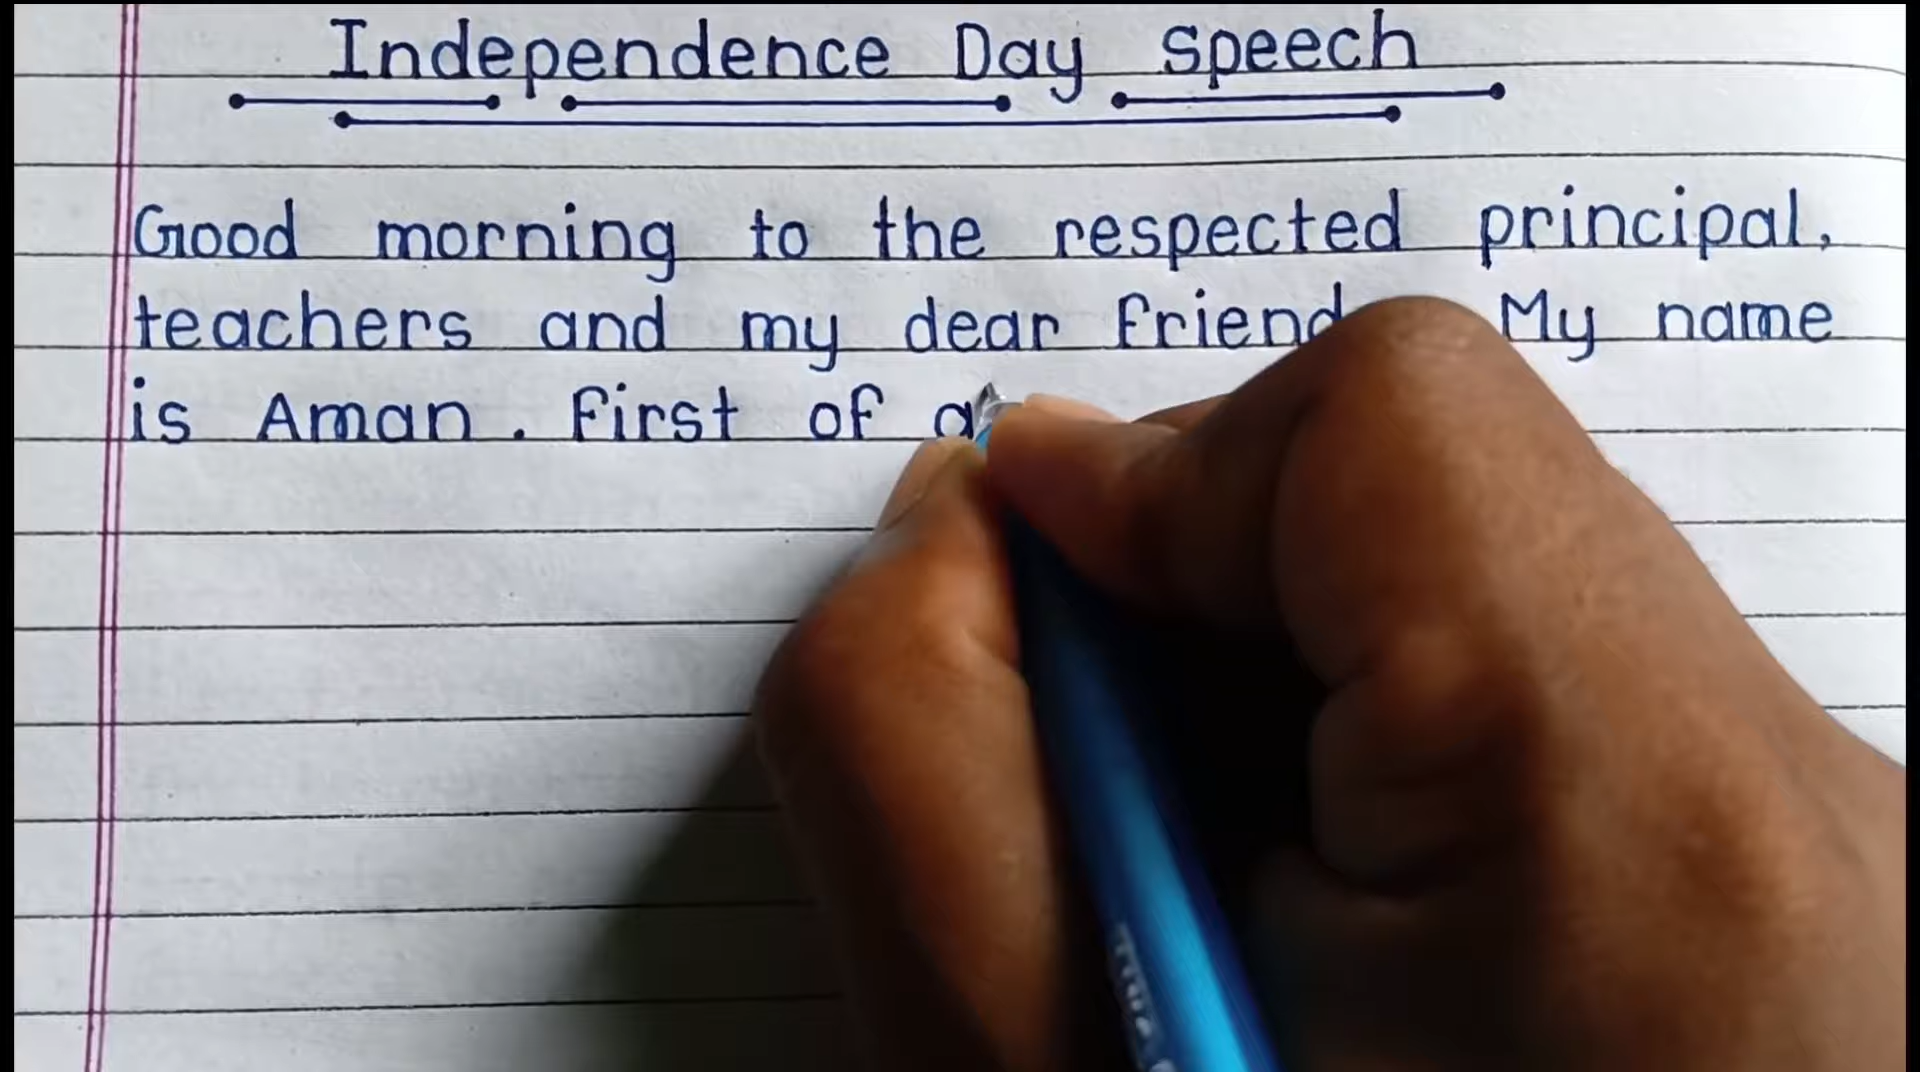 Independence Day speech
Good morning to the respected principal,
teachers and my dear friend My name
is Aman. First of a